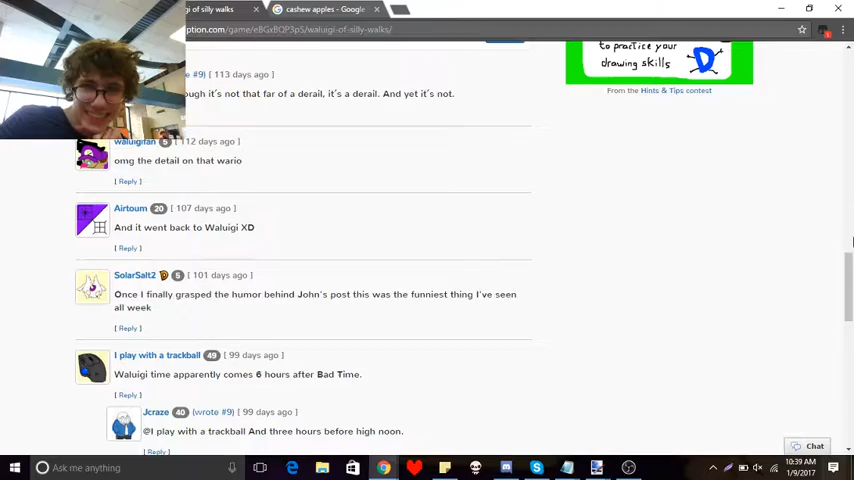 gi of silly walks
cashew apples - Google
ption.com/game/eBGxBQP3pS/waluigi-of-silly-walks/
to practice your
drawing skills
D
From the Hints & Tips contest
e #9) [ 113 days ago ]
ugh it's not that far of a derail, it's a derail. And yet it's not.
waluigifan 5 [ 112 days ago ]
omg the detail on that wario
[ Reply ]
Airtoum 20 [ 107 days ago ]
And it went back to Waluigi XD
[ Reply ]
SolarSalt2 D 5 [ 101 days ago ]
Once I finally grasped the humor behind John's post this was the funniest thing I've seen
all week
[ Reply ]
I play with a trackball 49 [ 99 days ago ]
Waluigi time apparently comes 6 hours after Bad Time.
[ Reply ]
Jcraze 40 (wrote #9) [ 99 days ago ]
@I play with a trackball And three hours before high noon.
[ Reply ]
Chat
Ask me anything
10:39 AM
1/9/2017